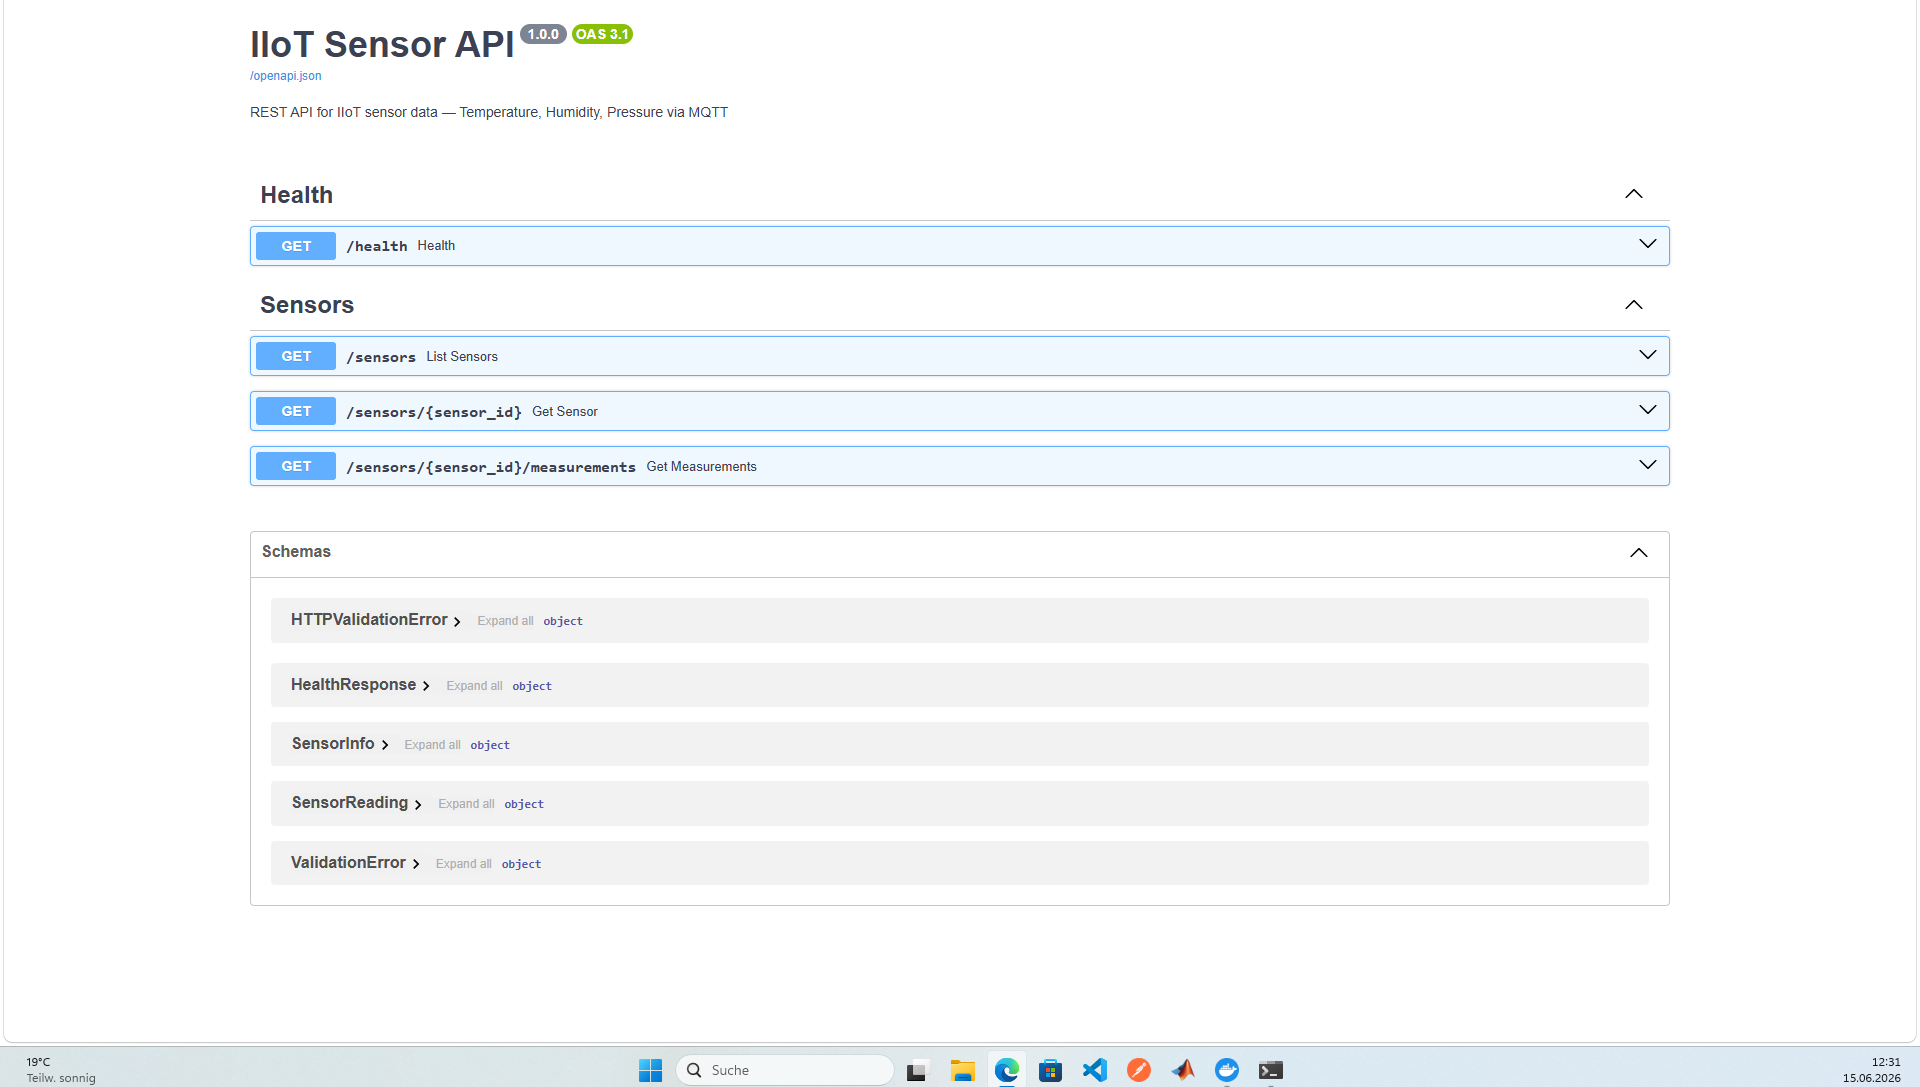 IIoT Sensor API 1.0.0 OAS 3.1
/openapi.json
REST API for IIoT sensor data — Temperature, Humidity, Pressure via MQTT
Health
GET /health Health
Sensors
GET /sensors List Sensors
GET /sensors/{sensor_id} Get Sensor
GET /sensors/{sensor_id}/measurements Get Measurements
Schemas
HTTPValidationError Expand all object
HealthResponse Expand all object
SensorInfo Expand all object
SensorReading Expand all object
ValidationError Expand all object
19°C
Teilw. sonnig
Suche
12:31
15.06.2026